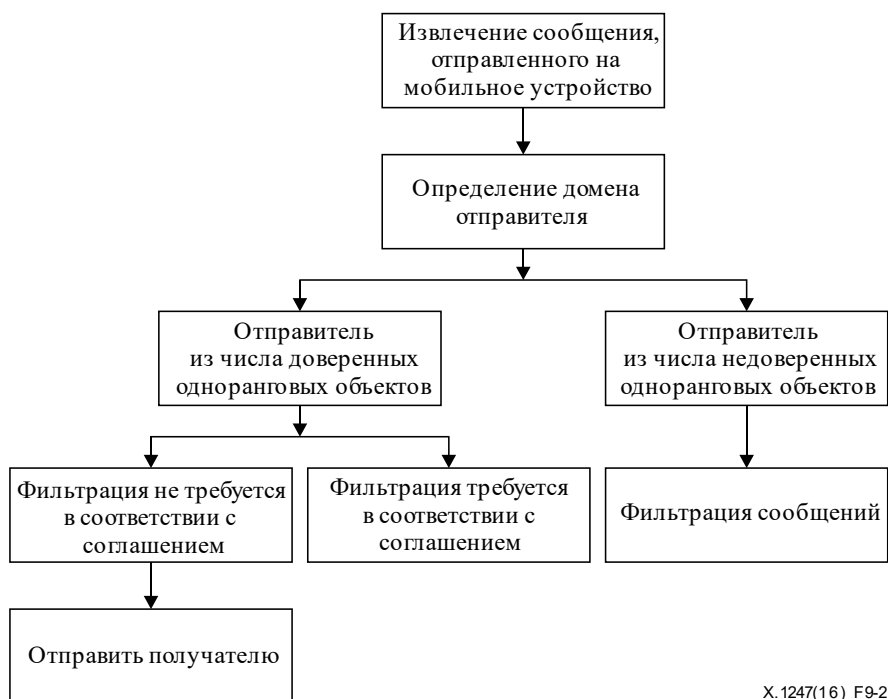 Извлечение сообщения,
отправленного на
мобильное устройство
Определение домена
отправителя
Отправитель
из числа доверенных
одноранговых объектов
Отправитель
из числа недоверенных
одноранговых объектов
Фильтрация не требуется
в соответствии с
соглашением
Фильтрация требуется
в соответствии с
соглашением
Фильтрация сообщений
Отправить получателю
X.1247(16)_F9-2